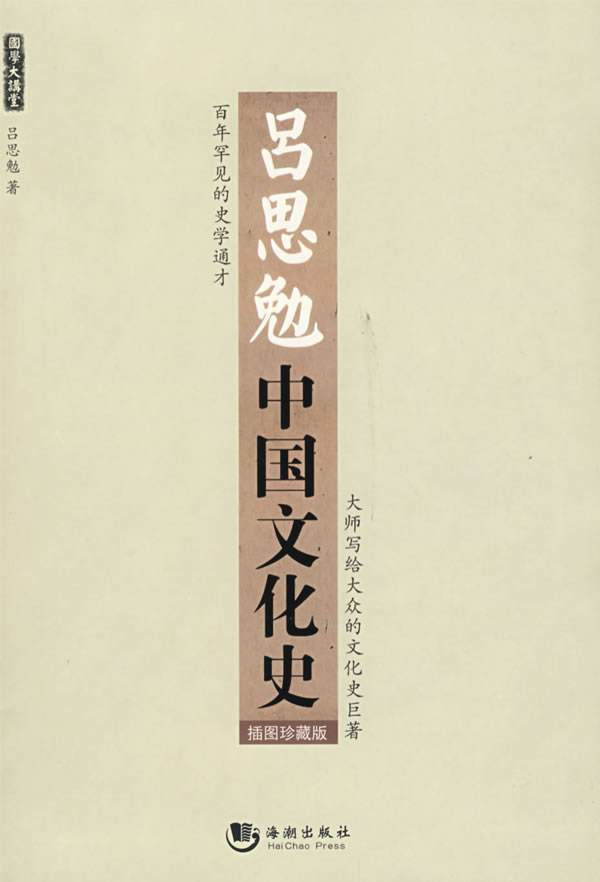 國學大講堂
吕思勉 著
百年罕见的史学通才
吕思勉
中国文化史
插图珍藏版
大师写给大众的文化史巨著
海潮出版社
HaiChao Press